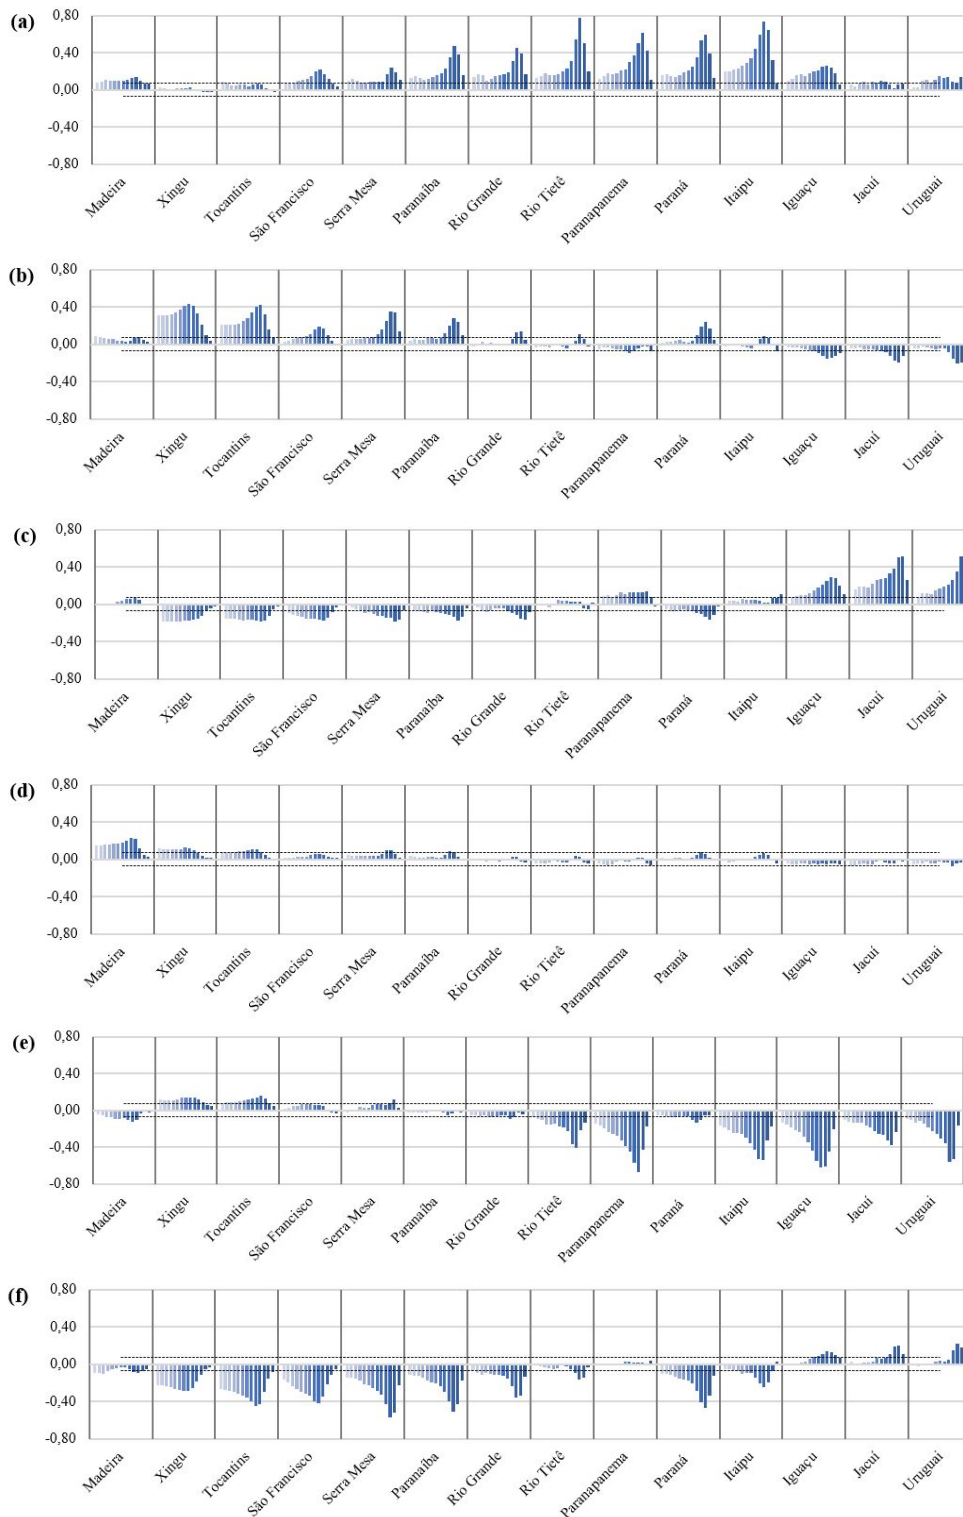 (a)
0,80
0,40
0,00
-0,40
-0,80
Madeira
Xingu
Tocantins
São Francisco
Serra Mesa
Paranaíba
Rio Grande
Rio Tietê
Paranapanema
Paraná
Itaipu
Iguaçu
Jacuí
Uruguai
(b)
0,80
0,40
0,00
-0,40
-0,80
Madeira
Xingu
Tocantins
São Francisco
Serra Mesa
Paranaíba
Rio Grande
Rio Tietê
Paranapanema
Paraná
Itaipu
Iguaçu
Jacuí
Uruguai
(c)
0,80
0,40
0,00
-0,40
-0,80
Madeira
Xingu
Tocantins
São Francisco
Serra Mesa
Paranaíba
Rio Grande
Rio Tietê
Paranapanema
Paraná
Itaipu
Iguaçu
Jacuí
Uruguai
(d)
0,80
0,40
0,00
-0,40
-0,80
Madeira
Xingu
Tocantins
São Francisco
Serra Mesa
Paranaíba
Rio Grande
Rio Tietê
Paranapanema
Paraná
Itaipu
Iguaçu
Jacuí
Uruguai
(e)
0,80
0,40
0,00
-0,40
-0,80
Madeira
Xingu
Tocantins
São Francisco
Serra Mesa
Paranaíba
Rio Grande
Rio Tietê
Paranapanema
Paraná
Itaipu
Iguaçu
Jacuí
Uruguai
(f)
0,80
0,40
0,00
-0,40
-0,80
Madeira
Xingu
Tocantins
São Francisco
Serra Mesa
Paranaíba
Rio Grande
Rio Tietê
Paranapanema
Paraná
Itaipu
Iguaçu
Jacuí
Uruguai